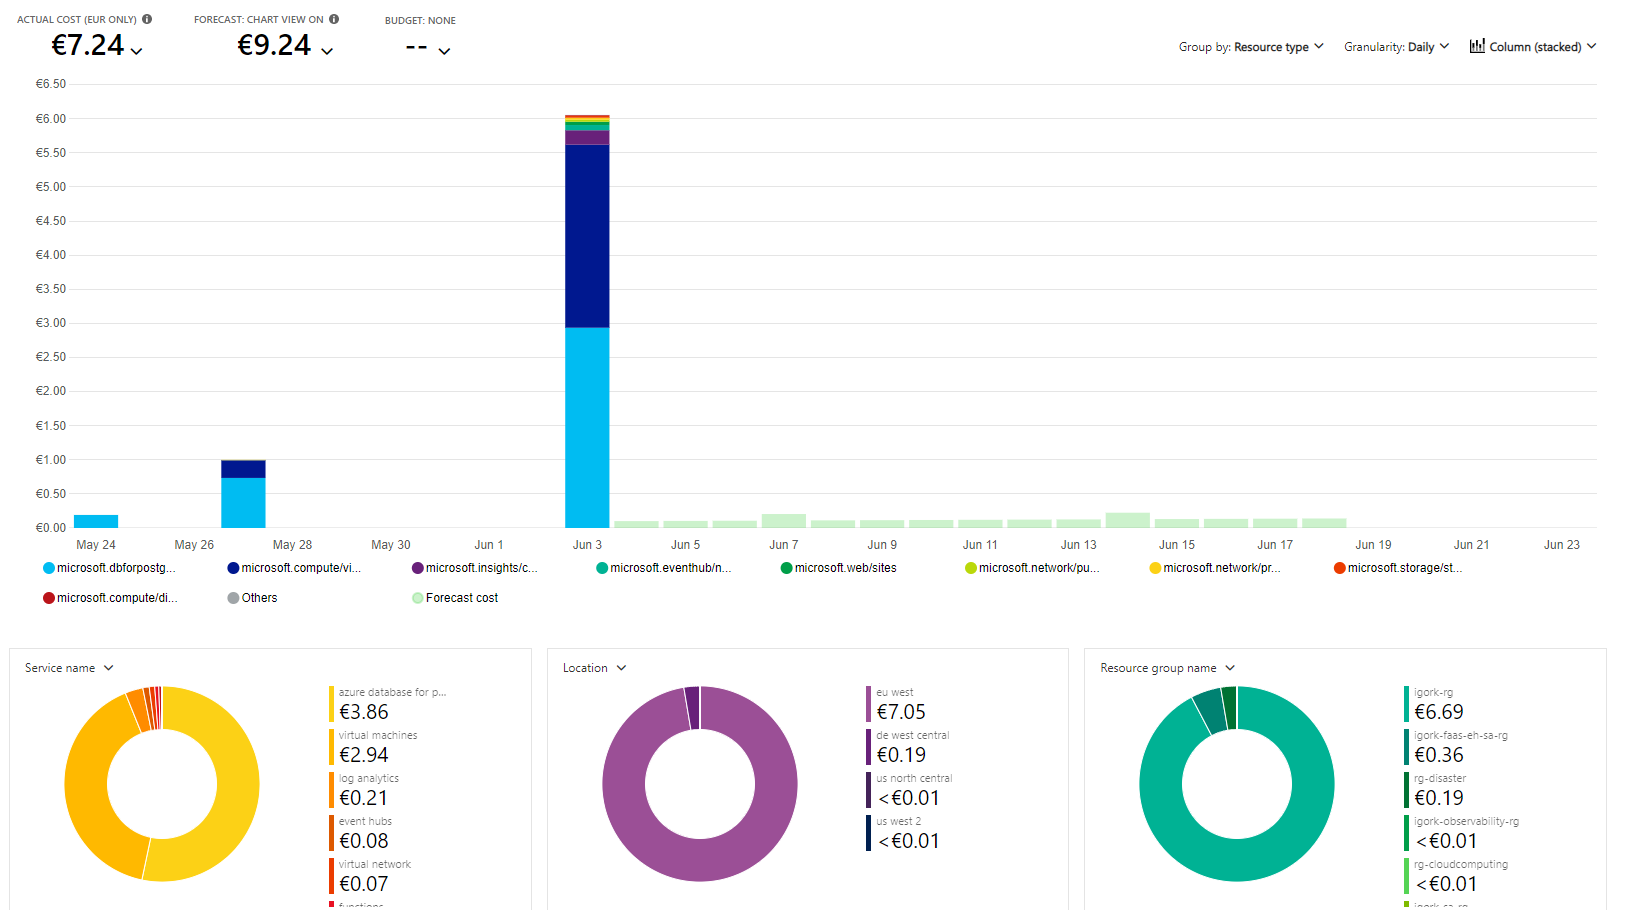 ACTUAL COST (EUR ONLY)
FORECAST: CHART VIEW ON
BUDGET: NONE
€7.24
€9.24
--
Group by: Resource type
Granularity: Daily
Column (stacked)
€6.50
€6.00
€5.50
€5.00
€4.50
€4.00
€3.50
€3.00
€2.50
€2.00
€1.50
€1.00
€0.50
€0.00
May 24 May 26 May 28 May 30 Jun 1 Jun 3 Jun 5 Jun 7 Jun 9 Jun 11 Jun 13 Jun 15 Jun 17 Jun 19 Jun 21 Jun 23
microsoft.dbforpostg... microsoft.compute/vi... microsoft.insights/c... microsoft.eventhub/n... microsoft.web/sites microsoft.network/pu... microsoft.network/pr... microsoft.storage/st...
microsoft.compute/di... Others Forecast cost
Service name
azure database for p...
€3.86
virtual machines
€2.94
log analytics
€0.21
event hubs
€0.08
virtual network
€0.07
functions
Location
eu west
€7.05
de west central
€0.19
us north central
<€0.01
us west 2
<€0.01
Resource group name
igork-rg
€6.69
igork-faas-eh-sa-rg
€0.36
rg-disaster
€0.19
igork-observability-rg
<€0.01
rg-cloudcomputing
<€0.01
igork-sa-rg